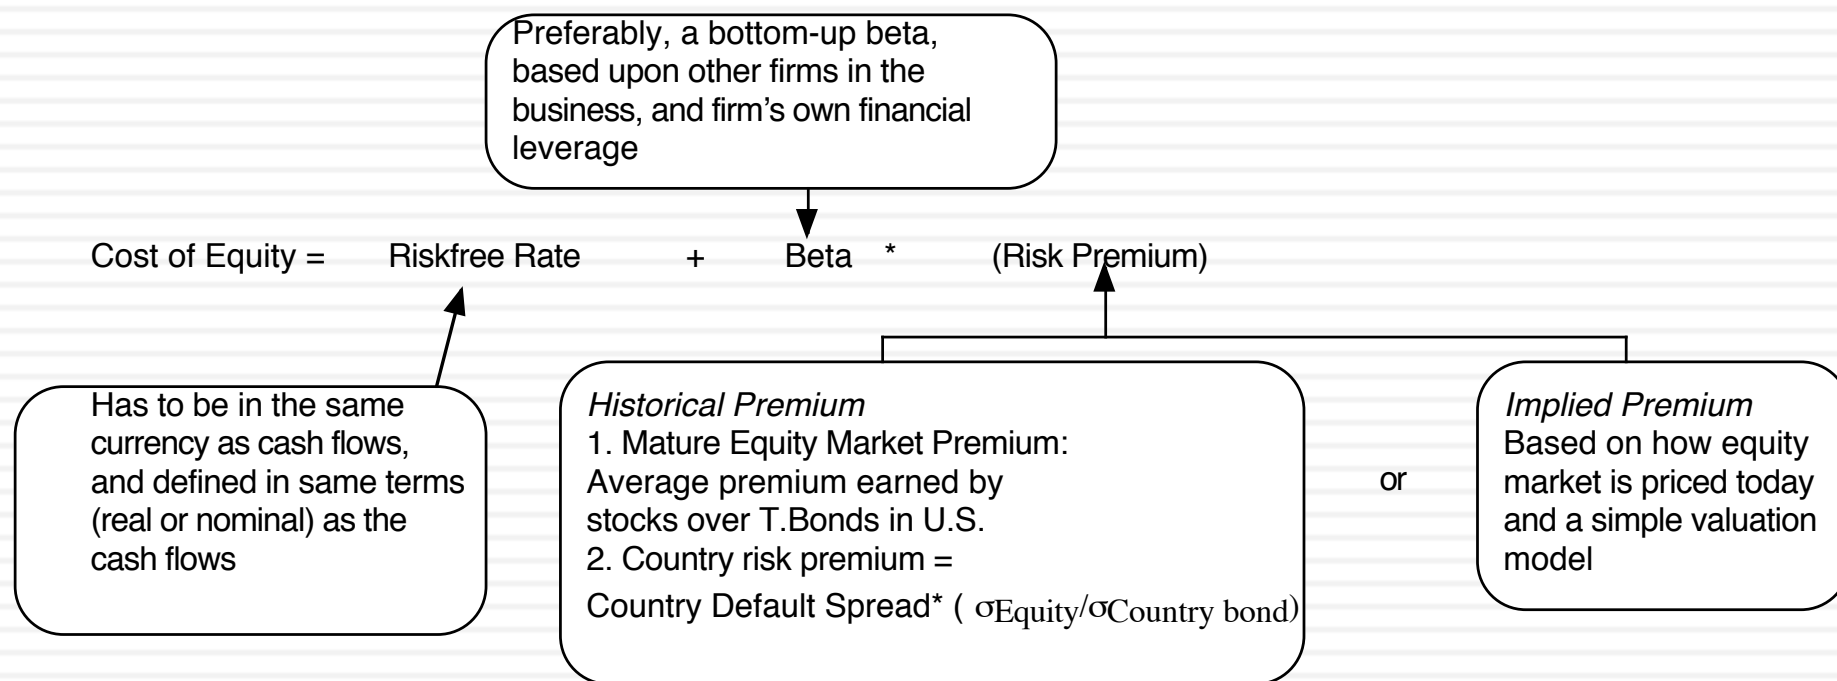 Preferably, a bottom-up beta,
based upon other firms in the
business, and firm’s own financial
leverage
Cost of Equity = Riskfree Rate + Beta * (Risk Premium)
Has to be in the same
currency as cash flows,
and defined in same terms
(real or nominal) as the
cash flows
Historical Premium
1. Mature Equity Market Premium:
Average premium earned by
stocks over T.Bonds in U.S.
2. Country risk premium =
Country Default Spread* ( σEquity/σCountry bond)
or
Implied Premium
Based on how equity
market is priced today
and a simple valuation
model